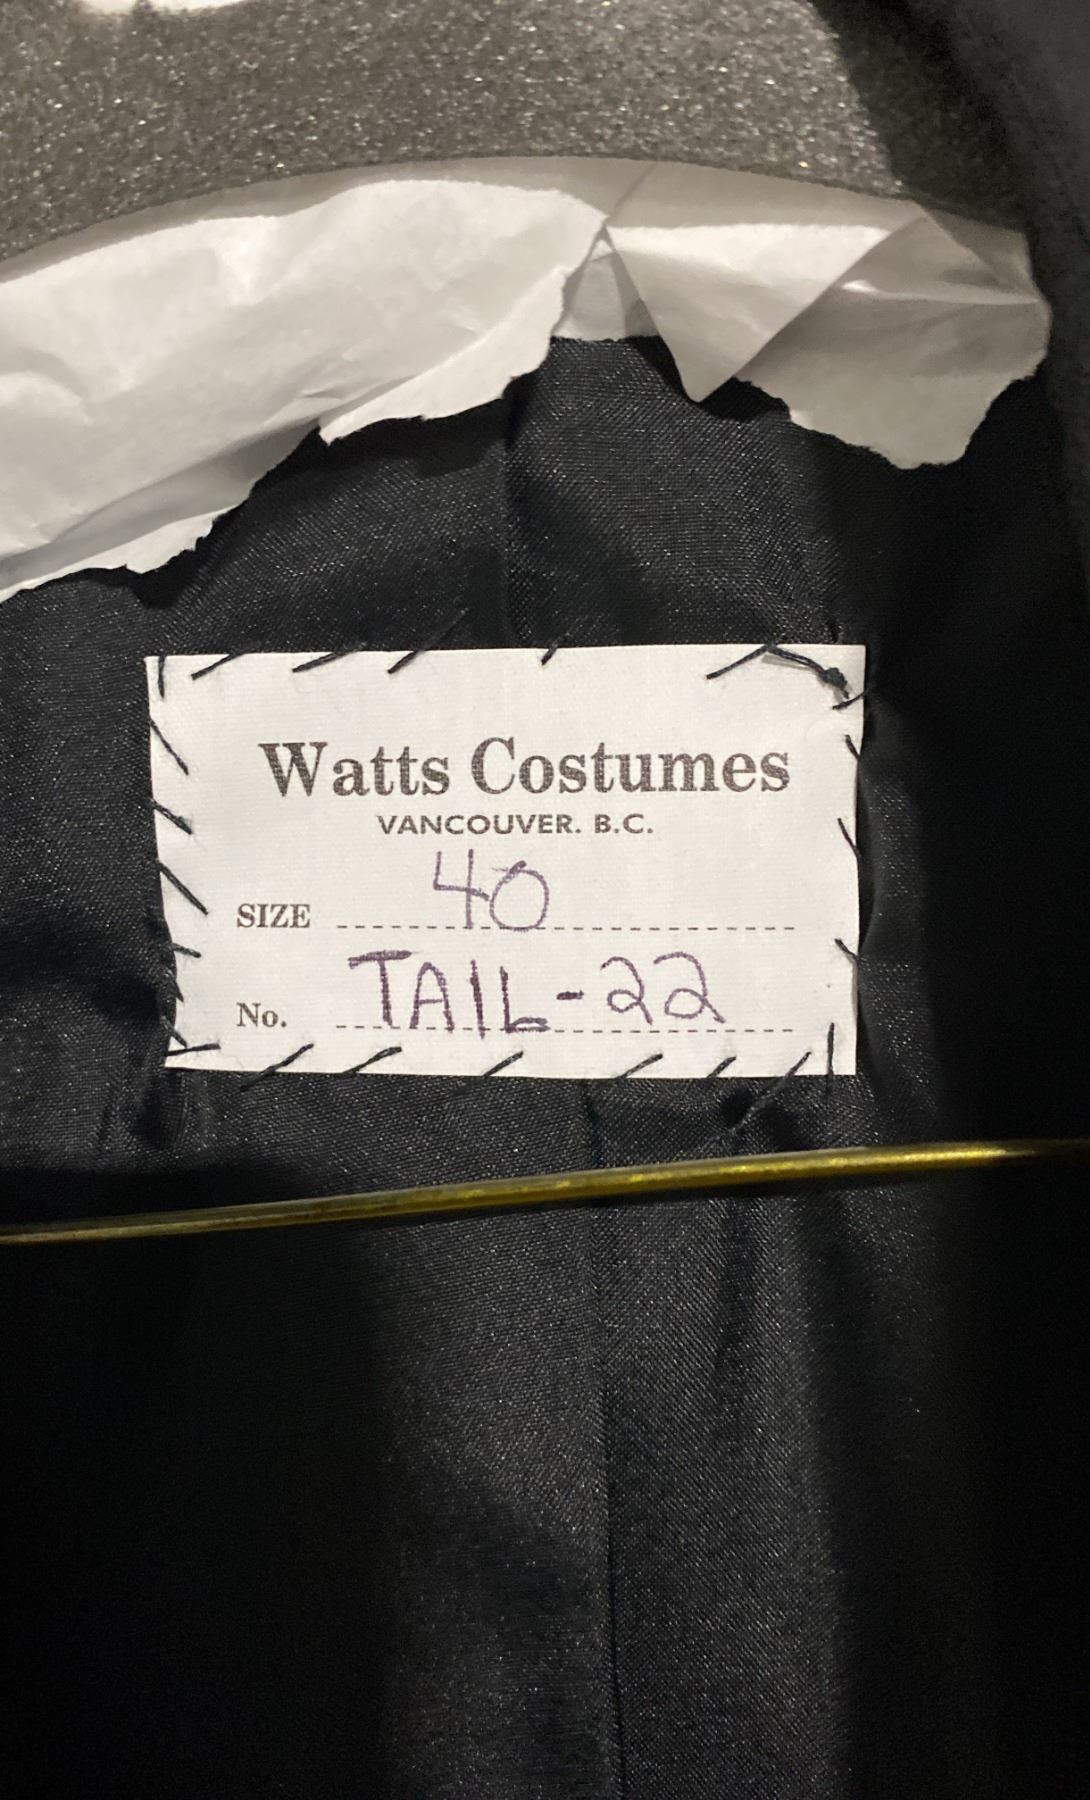 Watts Costumes
VANCOUVER. B.C.
SIZE 40
No. TAIL-22